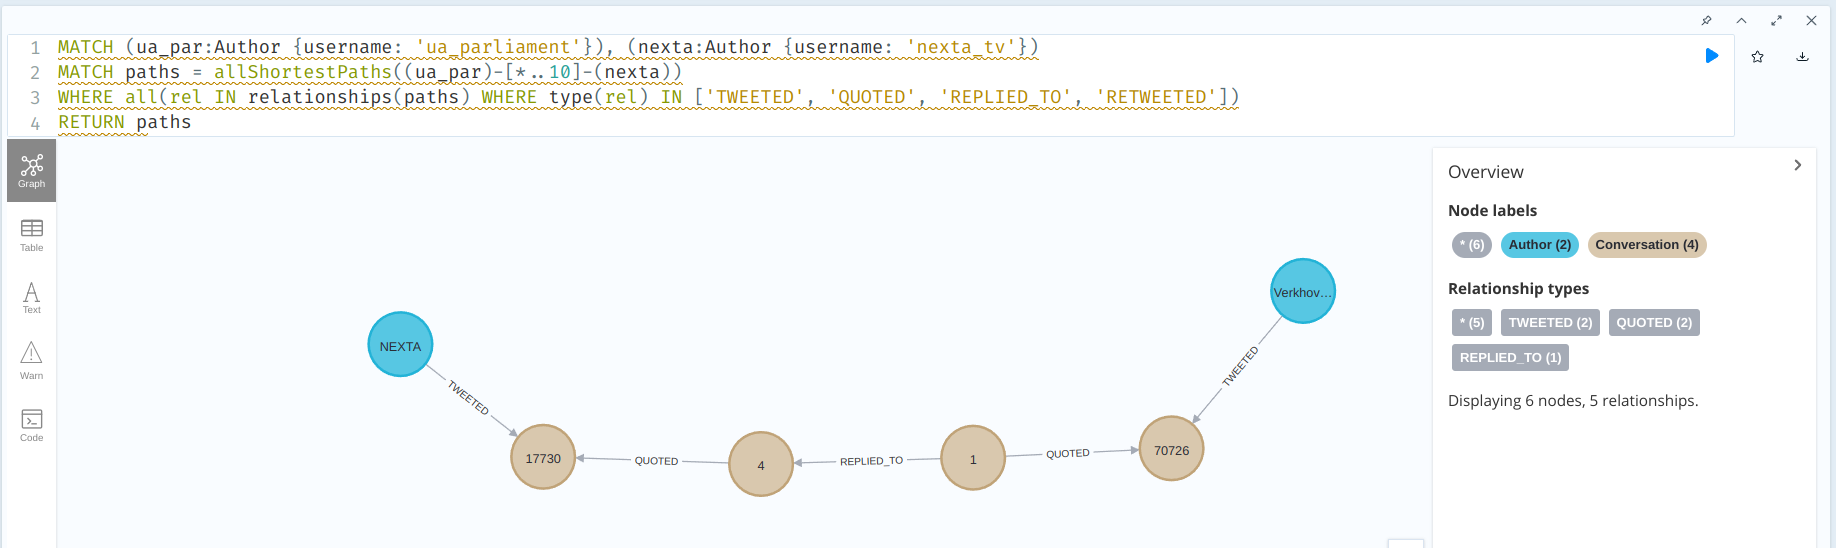 1 MATCH (ua_par:Author {username: 'ua_parliament'}), (nexta:Author {username: 'nexta_tv'})
2 MATCH paths = allShortestPaths((ua_par)-[*..10]-(nexta))
3 WHERE all(rel IN relationships(paths) WHERE type(rel) IN ['TWEETED', 'QUOTED', 'REPLIED_TO', 'RETWEETED'])
4 RETURN paths
Graph
Table
Text
Warn
Code
NEXTA
TWEETED
17730
QUOTED
4
REPLIED_TO
1
QUOTED
70726
TWEETED
Verkhov...
Overview
Node labels
* (6) Author (2) Conversation (4)
Relationship types
* (5) TWEETED (2) QUOTED (2)
REPLIED_TO (1)
Displaying 6 nodes, 5 relationships.